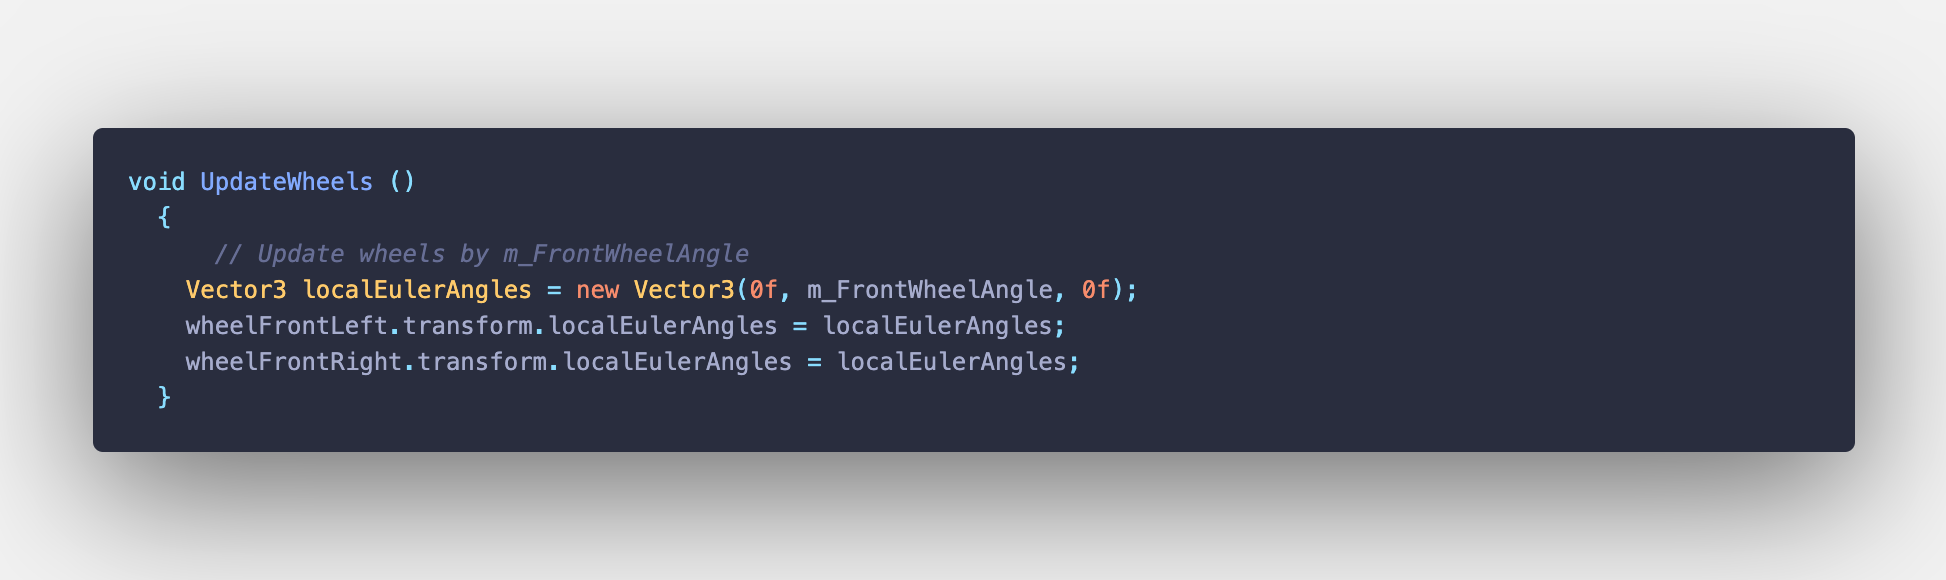 void UpdateWheels ()
  {
      // Update wheels by m_FrontWheelAngle
    Vector3 localEulerAngles = new Vector3(0f, m_FrontWheelAngle, 0f);
    wheelFrontLeft.transform.localEulerAngles = localEulerAngles;
    wheelFrontRight.transform.localEulerAngles = localEulerAngles;
  }